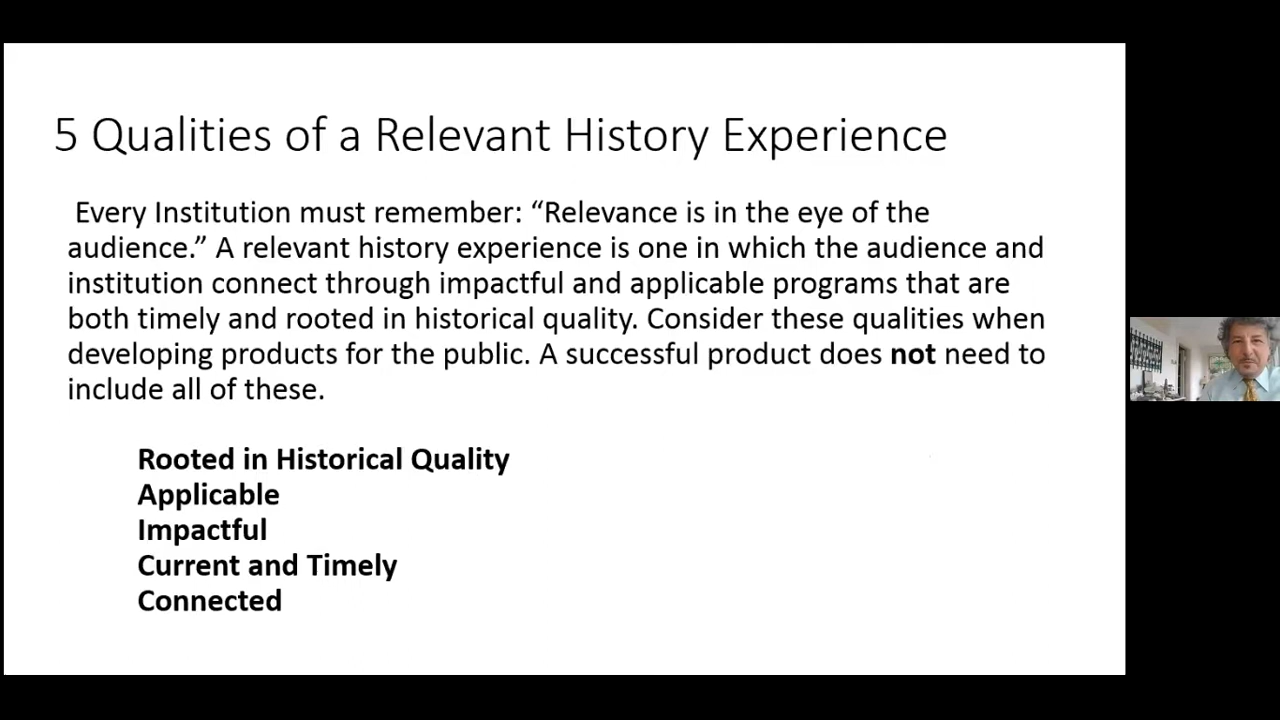 5 Qualities of a Relevant History Experience
Every Institution must remember: “Relevance is in the eye of the
audience.” A relevant history experience is one in which the audience and
institution connect through impactful and applicable programs that are
both timely and rooted in historical quality. Consider these qualities when
developing products for the public. A successful product does not need to
include all of these.
Rooted in Historical Quality
Applicable
Impactful
Current and Timely
Connected